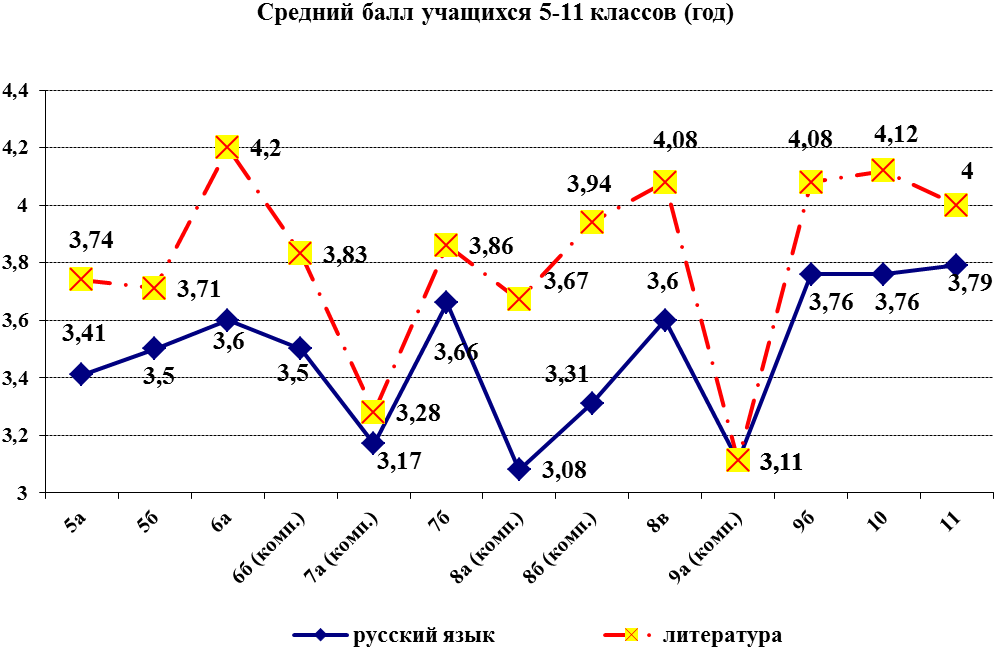 Средний балл учащихся 5-11 классов (год)
4,4
4,2
4
3,8
3,6
3,4
3,2
3
3,74
3,71
4,2
3,83
3,28
3,86
3,67
3,94
4,08
3,11
4,08
4,12
4
3,41
3,5
3,6
3,5
3,17
3,66
3,08
3,31
3,6
3,76
3,76
3,79
5а
5б
6а
6б (комп.)
7а (комп.)
7б
8а (комп.)
8б (комп.)
8в
9а (комп.)
9б
10
11
русский язык
литература